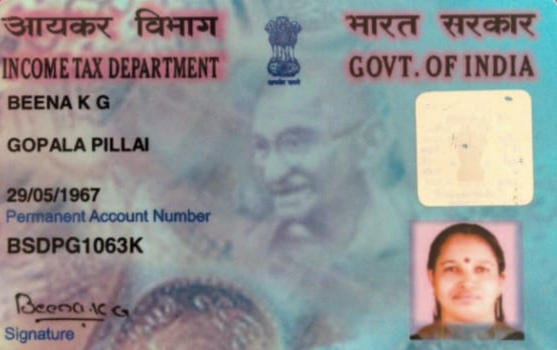 आयकर विभाग
भारत सरकार
INCOME TAX DEPARTMENT
GOVT. OF INDIA
BEENA K G
GOPALA PILLAI
29/05/1967
Permanent Account Number
BSDPG1063K
Beena.K G
Signature